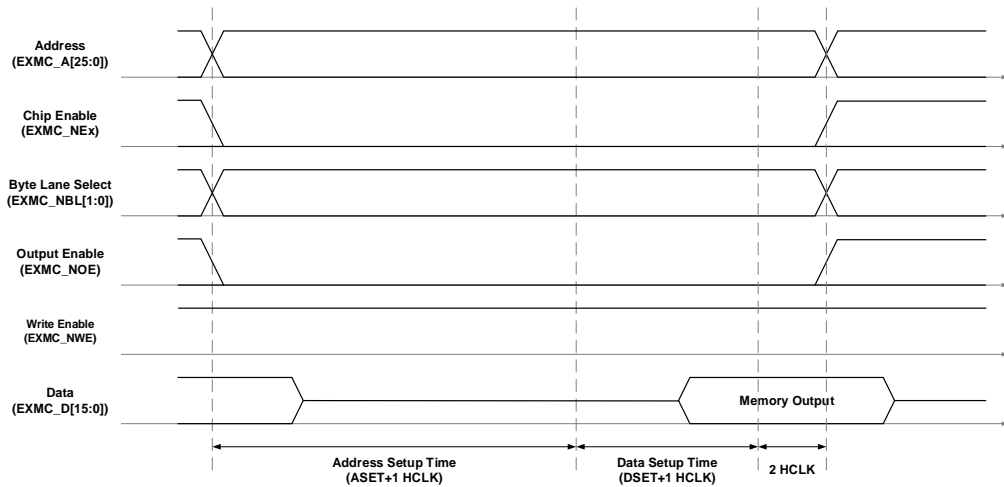 Address
(EXMC_A[25:0])
Chip Enable
(EXMC_NEx)
Byte Lane Select
(EXMC_NBL[1:0])
Output Enable
(EXMC_NOE)
Write Enable
(EXMC_NWE)
Data
(EXMC_D[15:0])
Memory Output
Address Setup Time
(ASET+1 HCLK)
Data Setup Time
(DSET+1 HCLK)
2 HCLK